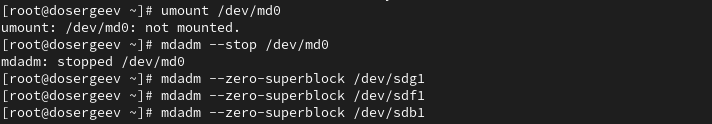 [root@dosergeev ~]# umount /dev/md0
umount: /dev/md0: not mounted.
[root@dosergeev ~]# mdadm --stop /dev/md0
mdadm: stopped /dev/md0
[root@dosergeev ~]# mdadm --zero-superblock /dev/sdg1
[root@dosergeev ~]# mdadm --zero-superblock /dev/sdf1
[root@dosergeev ~]# mdadm --zero-superblock /dev/sdb1